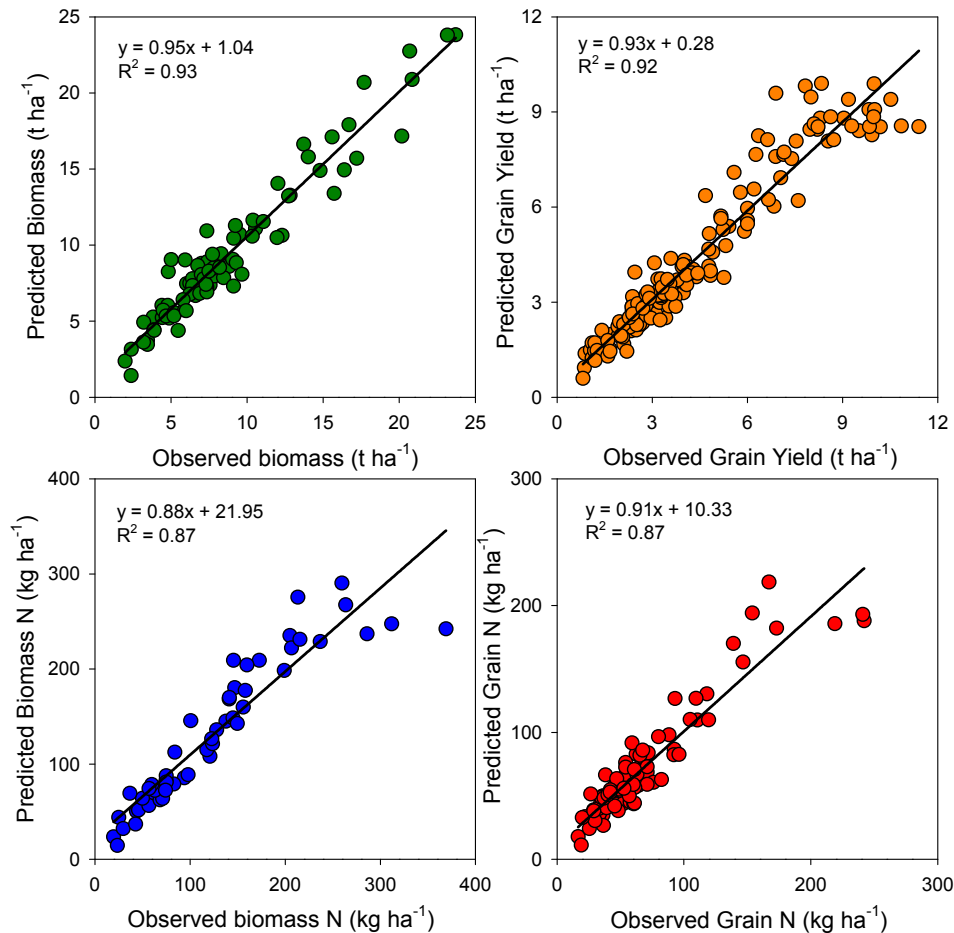 y = 0.95x + 1.04
R² = 0.93
25
20
15
10
5
0
Predicted Biomass (t ha⁻¹)
0 5 10 15 20 25
Observed biomass (t ha⁻¹)
y = 0.93x + 0.28
R² = 0.92
12
9
6
3
0
Predicted Grain Yield (t ha⁻¹)
0 3 6 9 12
Observed Grain Yield (t ha⁻¹)
y = 0.88x + 21.95
R² = 0.87
400
300
200
100
0
Predicted Biomass N (kg ha⁻¹)
0 100 200 300 400
Observed biomass N (kg ha⁻¹)
y = 0.91x + 10.33
R² = 0.87
300
200
100
0
Predicted Grain N (kg ha⁻¹)
0 100 200 300
Observed Grain N (kg ha⁻¹)